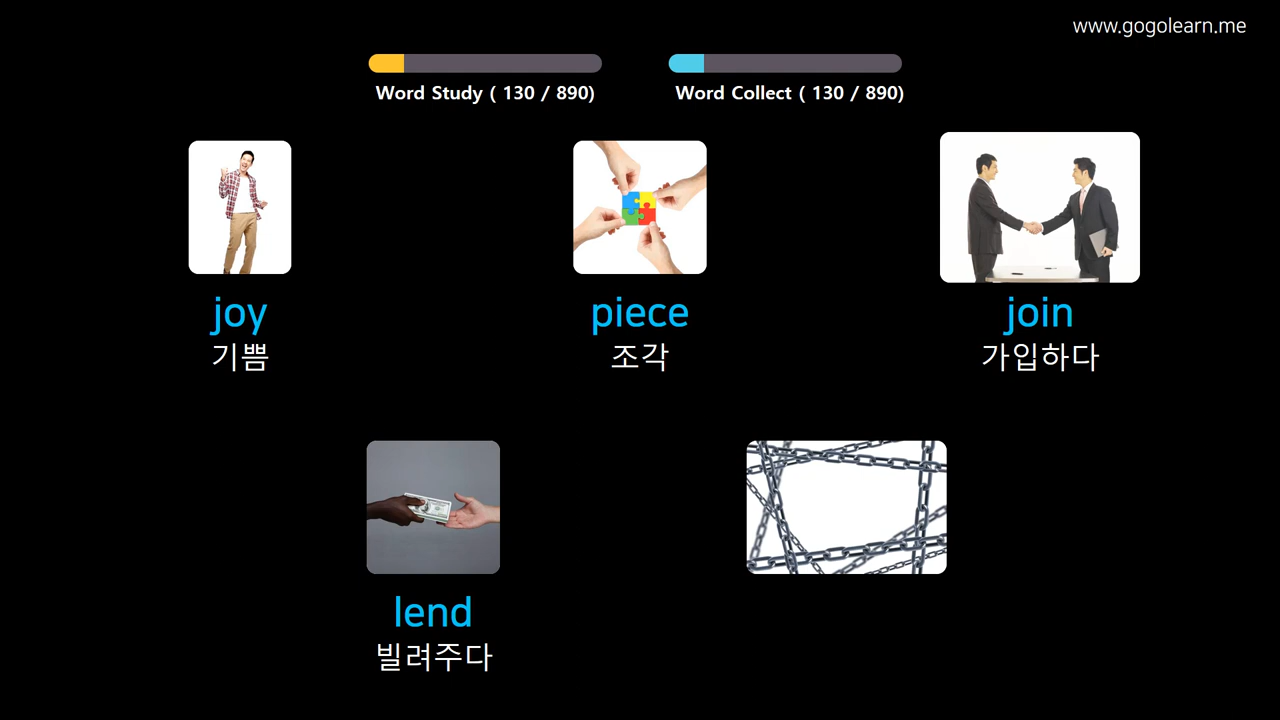 www.gogolearn.me
Word Study ( 130 / 890)
Word Collect ( 130 / 890)
joy
기쁨
piece
조각
join
가입하다
lend
빌려주다